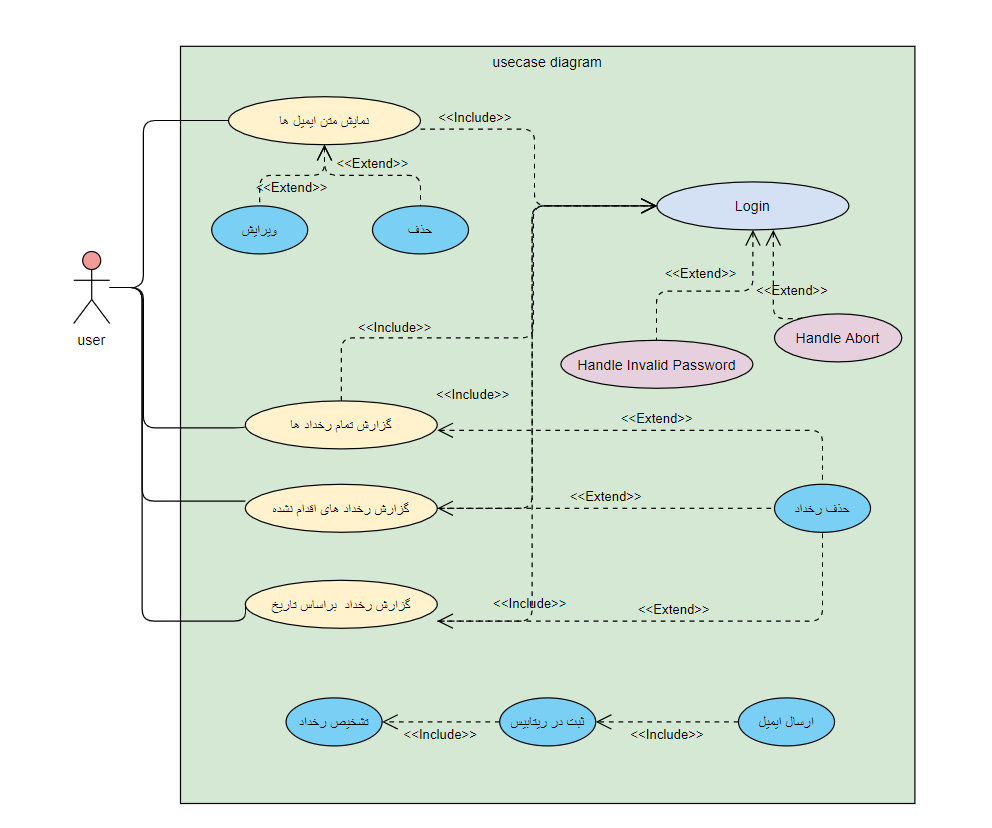 usecase diagram
نمایش متن ایمیل ها
<<Include>>
<<Extend>>
<<Extend>>
ویرایش
حذف
Login
<<Extend>>
<<Extend>>
user
<<Include>>
Handle Abort
Handle Invalid Password
<<Include>>
گزارش تمام رخداد ها
<<Extend>>
گزارش رخداد های اقدام نشده
<<Extend>>
حذف رخداد
گزارش رخداد براساس تاریخ
<<Include>>
<<Extend>>
تشخیص رخداد
<<Include>>
ثبت در ریتابیس
<<Include>>
ارسال ایمیل